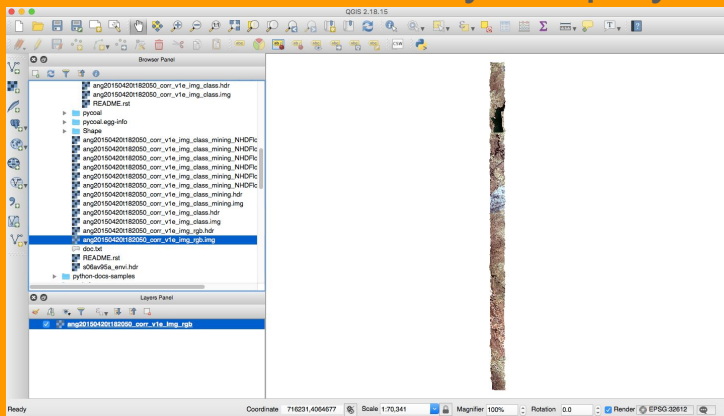 QGIS 2.18.15
CSW
Browser Panel
ang20150420t182050_corr_v1e_img_class.hdr
ang20150420t182050_corr_v1e_img_class.img
README.rst
pycoal
pycoal.egg-info
Shape
ang20150420t182050_corr_v1e_img_class_mining_NHDFlc
ang20150420t182050_corr_v1e_img_class_mining_NHDFlc
ang20150420t182050_corr_v1e_img_class_mining_NHDFlc
ang20150420t182050_corr_v1e_img_class_mining_NHDFlc
ang20150420t182050_corr_v1e_img_class_mining_NHDFlc
ang20150420t182050_corr_v1e_img_class_mining_NHDFlc
ang20150420t182050_corr_v1e_img_class_mining.hdr
ang20150420t182050_corr_v1e_img_class_mining.img
ang20150420t182050_corr_v1e_img_class.hdr
ang20150420t182050_corr_v1e_img_class.img
ang20150420t182050_corr_v1e_img_rgb.hdr
ang20150420t182050_corr_v1e_img_rgb.img
doc.txt
README.rst
s06av95a_envi.hdr
python-docs-samples
Layers Panel
ang20150420t182050_corr_v1e_img_rgb
Ready Coordinate 716231,4064677 Scale 1:70,341 Magnifier 100% Rotation 0.0 Render EPSG:32612